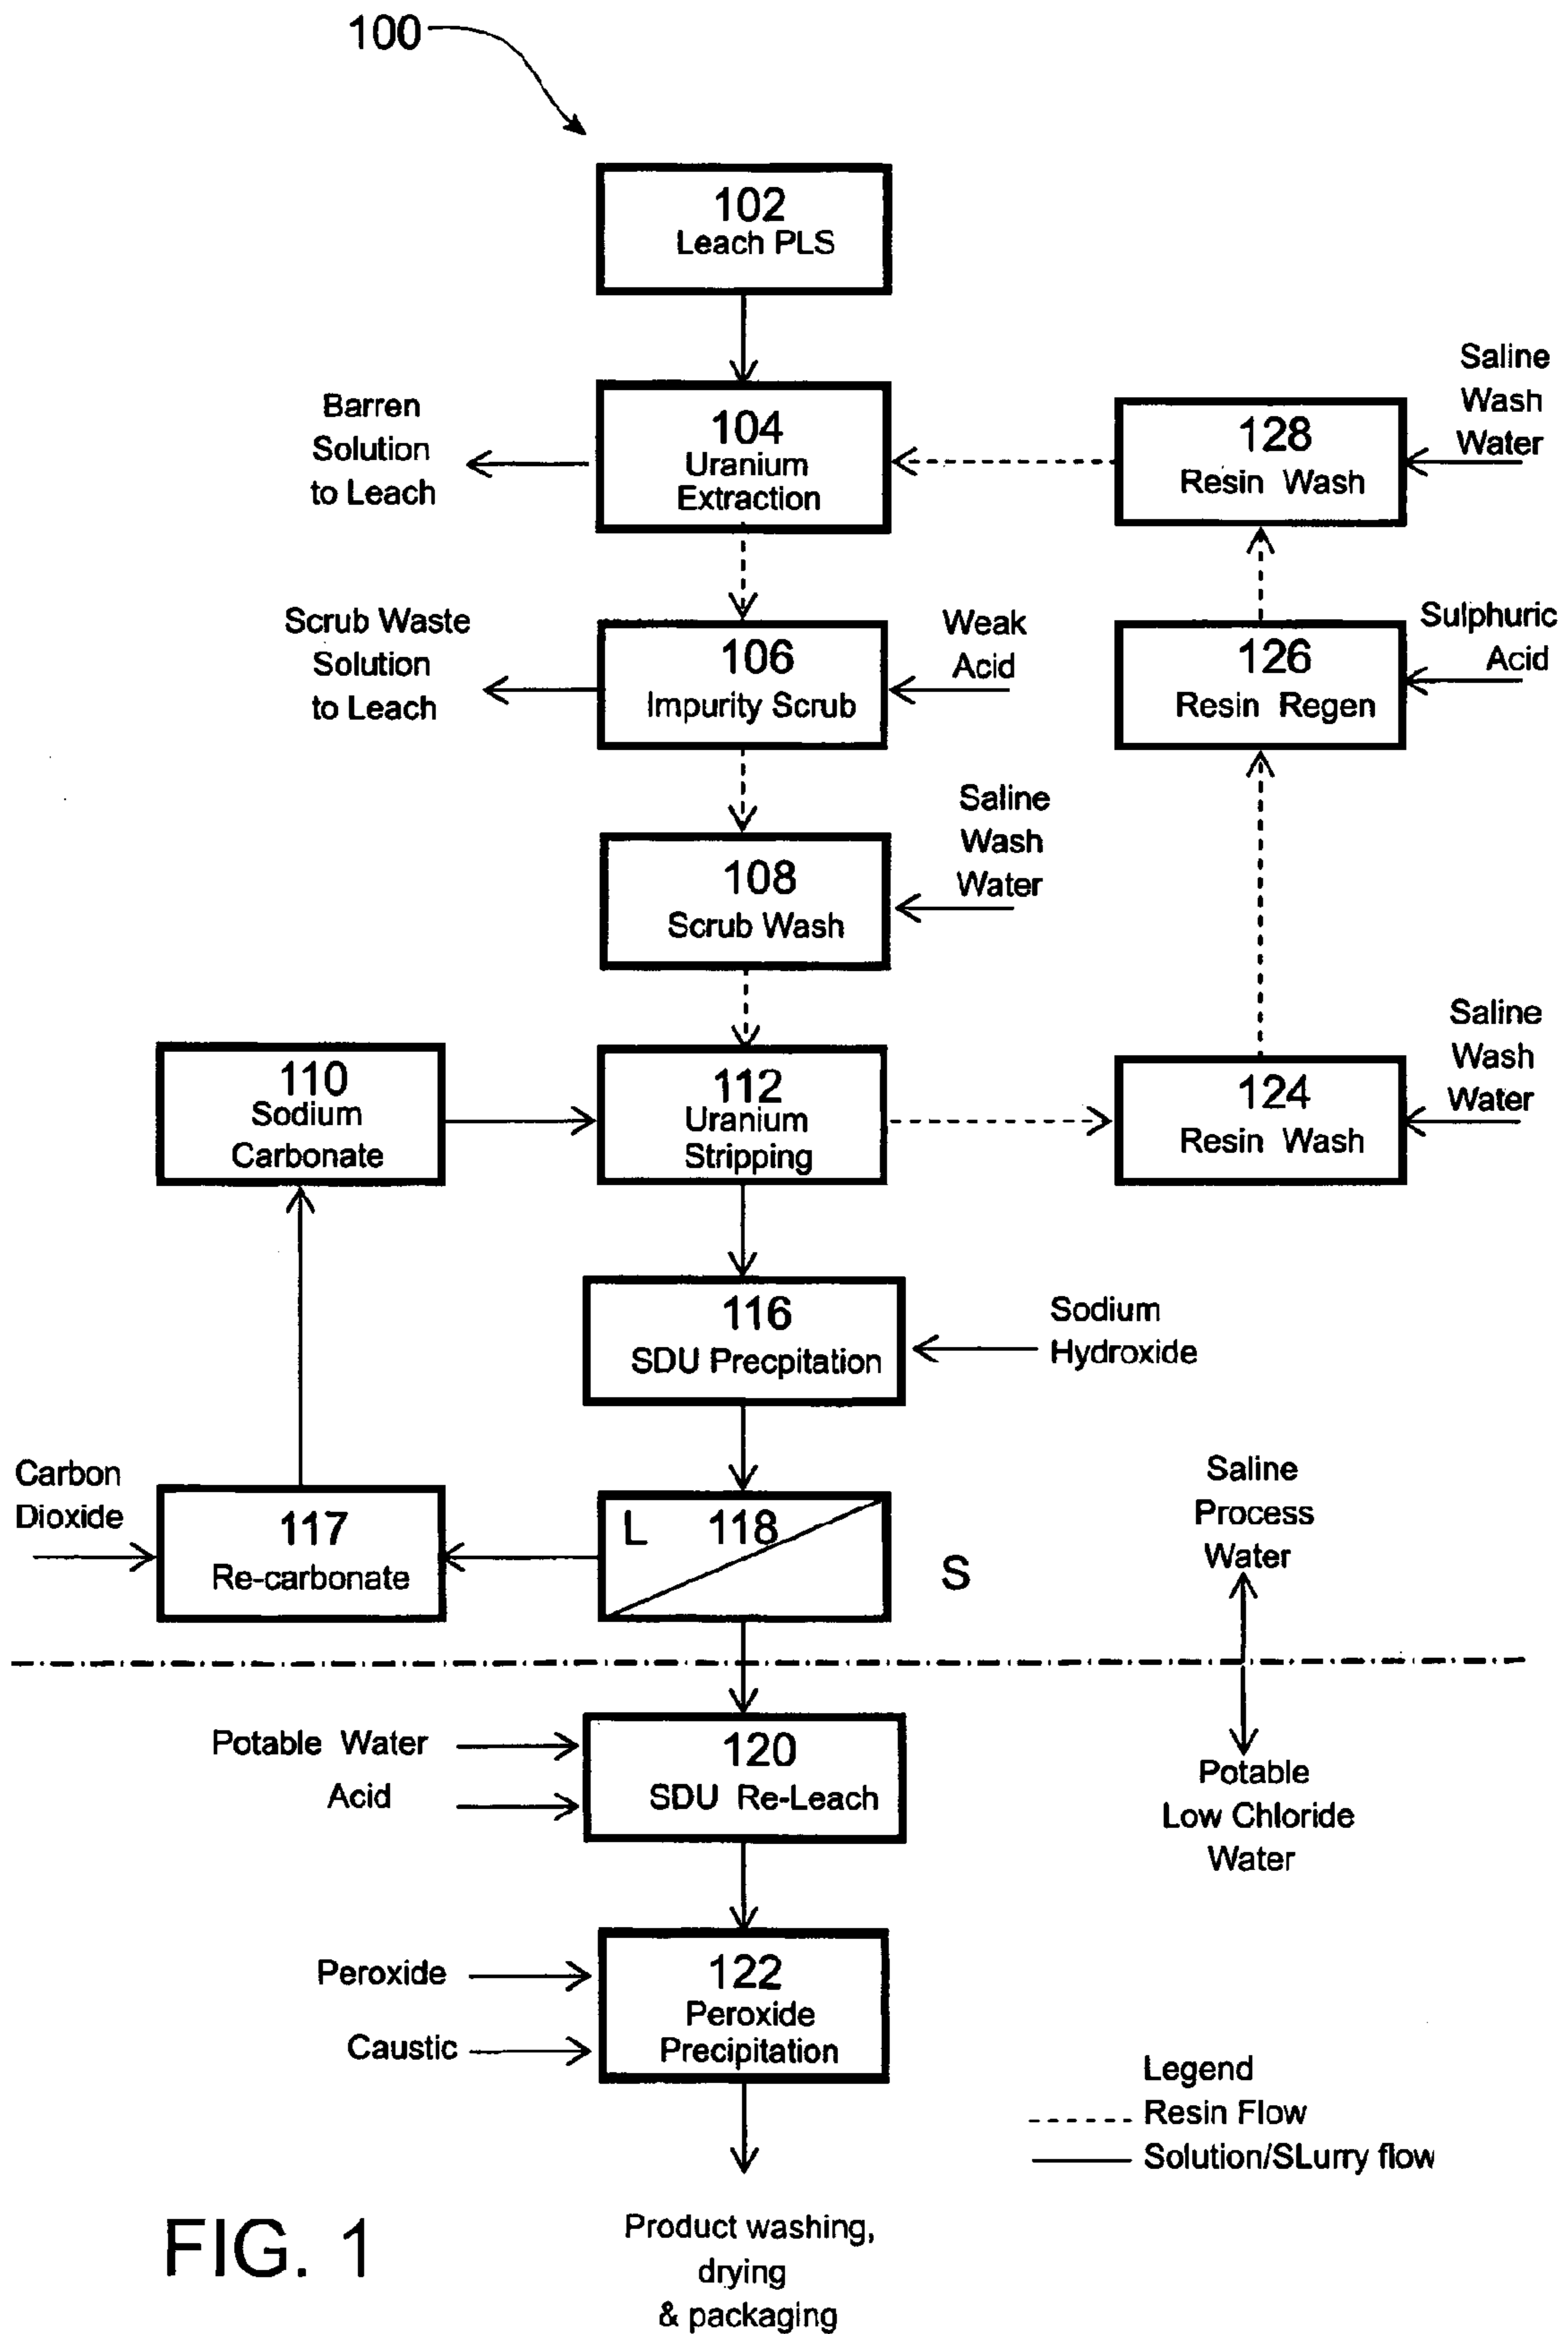 100
102
Leach PLS
Barren
Solution
to Leach
104
Uranium
Extraction
128
Resin Wash
Saline
Wash
Water
Scrub Waste
Solution
to Leach
106
Impurity Scrub
Weak
Acid
126
Resin Regen
Sulphuric
Acid
108
Scrub Wash
Saline
Wash
Water
110
Sodium
Carbonate
112
Uranium
Stripping
124
Resin Wash
Saline
Wash
Water
116
SDU Precpitation
Sodium
Hydroxide
Carbon
Dioxide
117
Re-carbonate
L 118
S
Saline
Process
Water
Potable Water
Acid
120
SDU Re-Leach
Potable
Low Chloride
Water
Peroxide
Caustic
122
Peroxide
Precipitation
Legend
Resin Flow
Solution/SLurry flow
FIG. 1
Product washing,
drying
& packaging